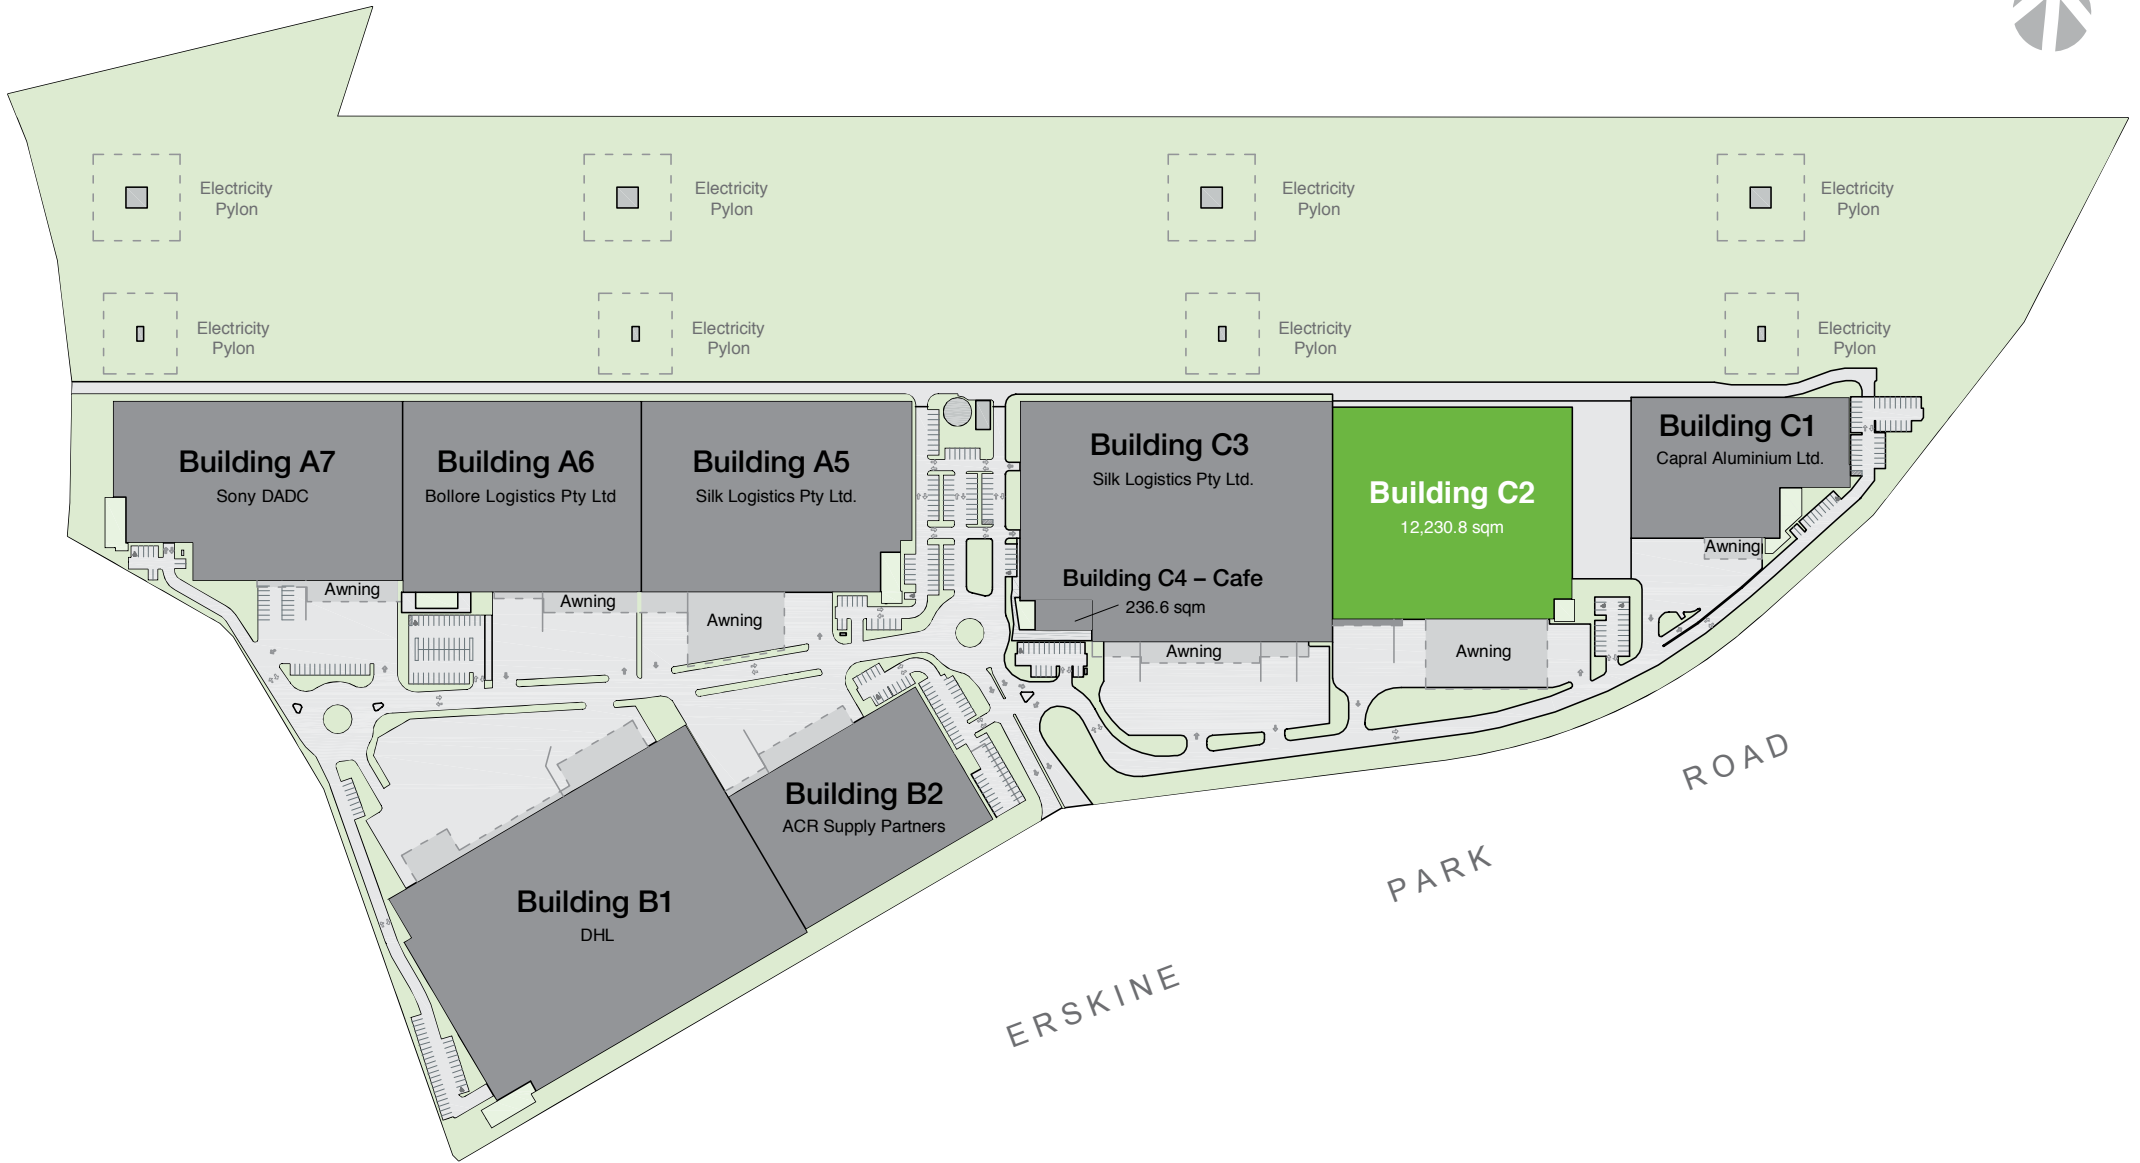 Electricity
Pylon
Electricity
Pylon
Electricity
Pylon
Electricity
Pylon
Electricity
Pylon
Electricity
Pylon
Electricity
Pylon
Electricity
Pylon
Building A7
Sony DADC
Building A6
Bollore Logistics Pty Ltd
Building A5
Silk Logistics Pty Ltd.
Building C3
Silk Logistics Pty Ltd.
Building C2
12,230.8 sqm
Building C1
Capral Aluminium Ltd.
Awning
Building C4 – Cafe
236.6 sqm
Awning
Awning
Awning
Awning
Awning
Building B2
ACR Supply Partners
Building B1
DHL
ERSKINE PARK ROAD